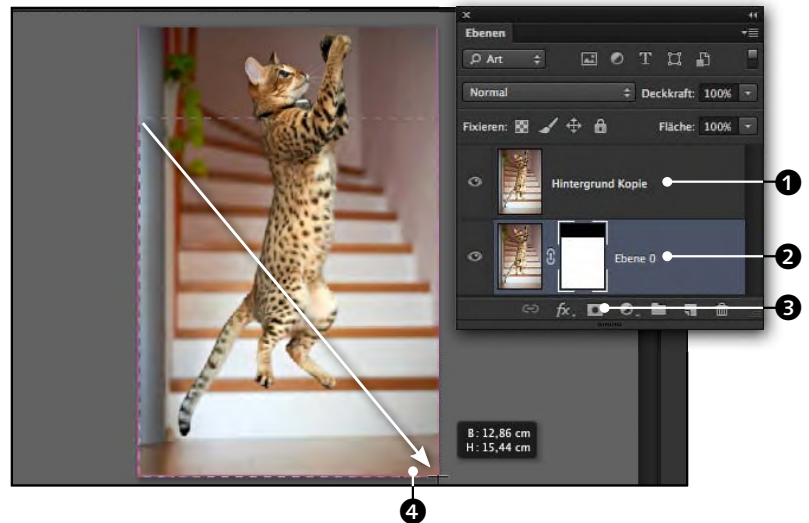 Ebenen
Art
T
Normal
Deckkraft: 100%
Fixieren:
Fläche: 100%
Hintergrund Kopie
1
Ebene 0
2
fx.
3
B: 12,86 cm
H: 15,44 cm
4